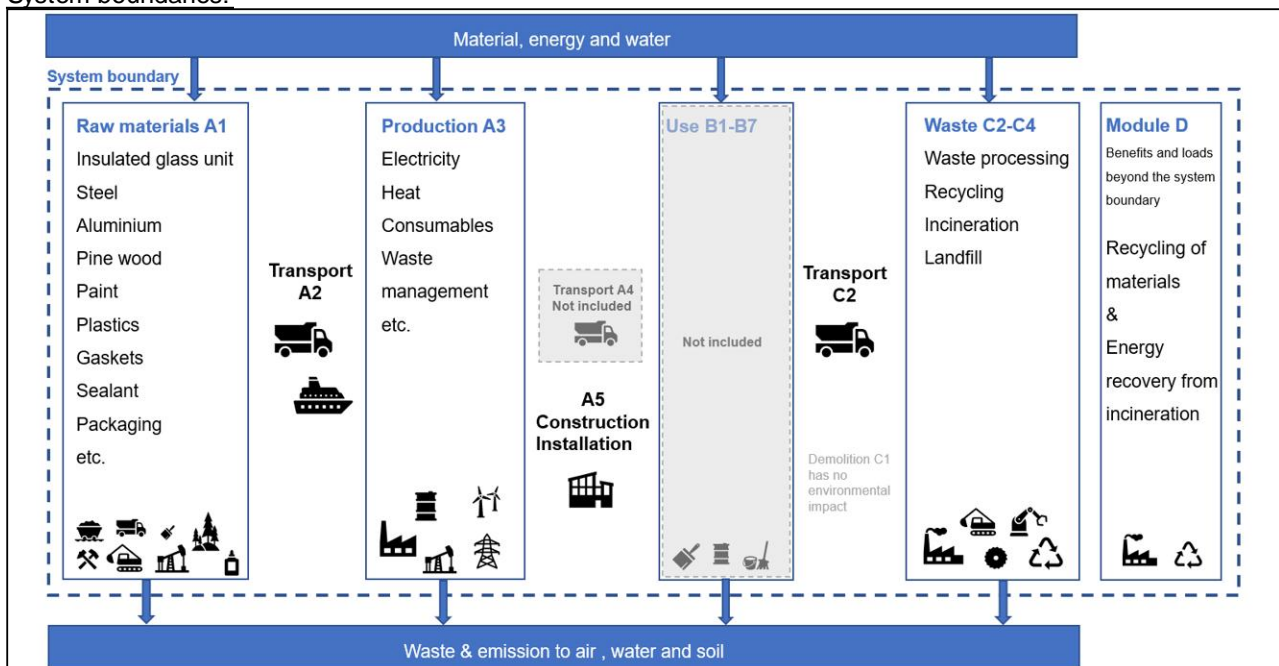 System boundaries:
Material, energy and water
System boundary
Raw materials A1
Insulated glass unit
Steel
Aluminium
Pine wood
Paint
Plastics
Gaskets
Sealant
Packaging
etc.
Transport
A2
Production A3
Electricity
Heat
Consumables
Waste
management
etc.
Transport A4
Not included
A5
Construction
Installation
Use B1-B7
Not included
Transport
C2
Demolition C1
has no
environmental
impact
Waste C2-C4
Waste processing
Recycling
Incineration
Landfill
Module D
Benefits and loads
beyond the system
boundary
Recycling of
materials
&
Energy
recovery from
incineration
Waste & emission to air , water and soil